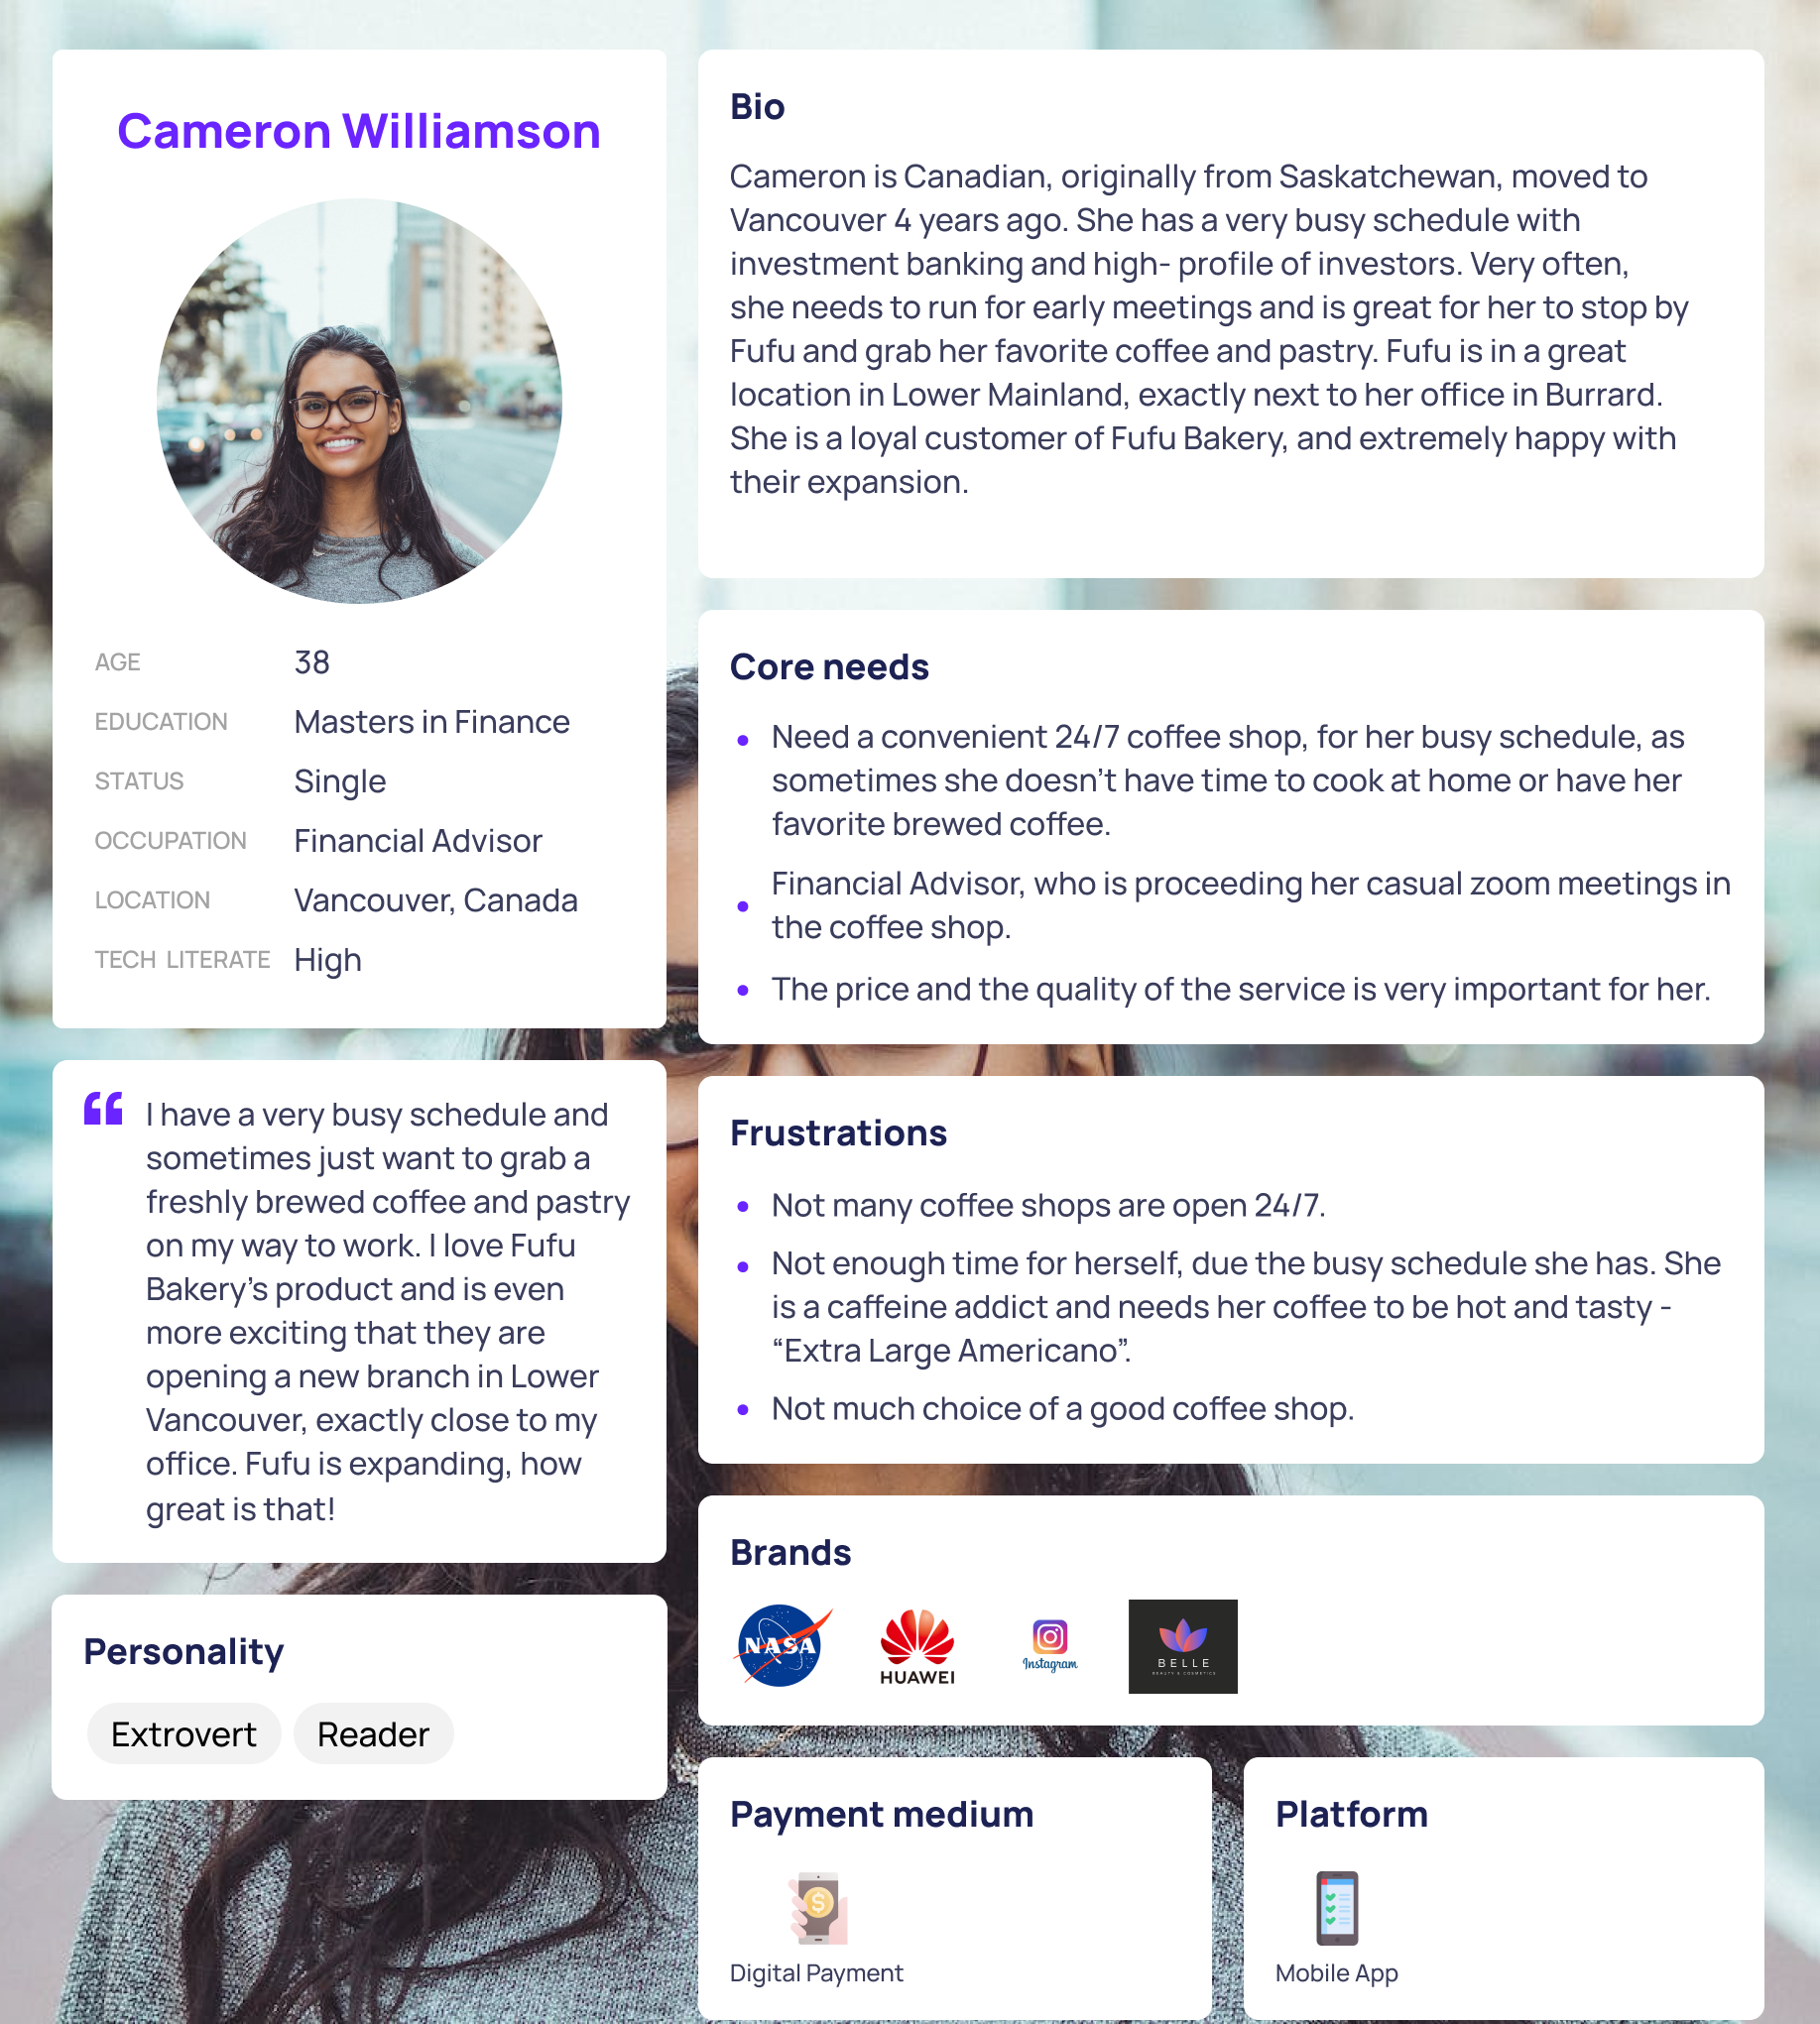 Cameron Williamson
AGE 38
EDUCATION Masters in Finance
STATUS Single
OCCUPATION Financial Advisor
LOCATION Vancouver, Canada
TECH LITERATE High
“ I have a very busy schedule and
sometimes just want to grab a
freshly brewed coffee and pastry
on my way to work. I love Fufu
Bakery’s product and is even
more exciting that they are
opening a new branch in Lower
Vancouver, exactly close to my
office. Fufu is expanding, how
great is that!
Personality
Extrovert Reader
Bio
Cameron is Canadian, originally from Saskatchewan, moved to
Vancouver 4 years ago. She has a very busy schedule with
investment banking and high- profile of investors. Very often,
she needs to run for early meetings and is great for her to stop by
Fufu and grab her favorite coffee and pastry. Fufu is in a great
location in Lower Mainland, exactly next to her office in Burrard.
She is a loyal customer of Fufu Bakery, and extremely happy with
their expansion.
Core needs
• Need a convenient 24/7 coffee shop, for her busy schedule, as
sometimes she doesn’t have time to cook at home or have her
favorite brewed coffee.
• Financial Advisor, who is proceeding her casual zoom meetings in
the coffee shop.
• The price and the quality of the service is very important for her.
Frustrations
• Not many coffee shops are open 24/7.
• Not enough time for herself, due the busy schedule she has. She
is a caffeine addict and needs her coffee to be hot and tasty -
“Extra Large Americano”.
• Not much choice of a good coffee shop.
Brands
NASA
HUAWEI
Instagram
BELLE
BEAUTY & COSMETICS
Payment medium
$
Digital Payment
Platform
Mobile App